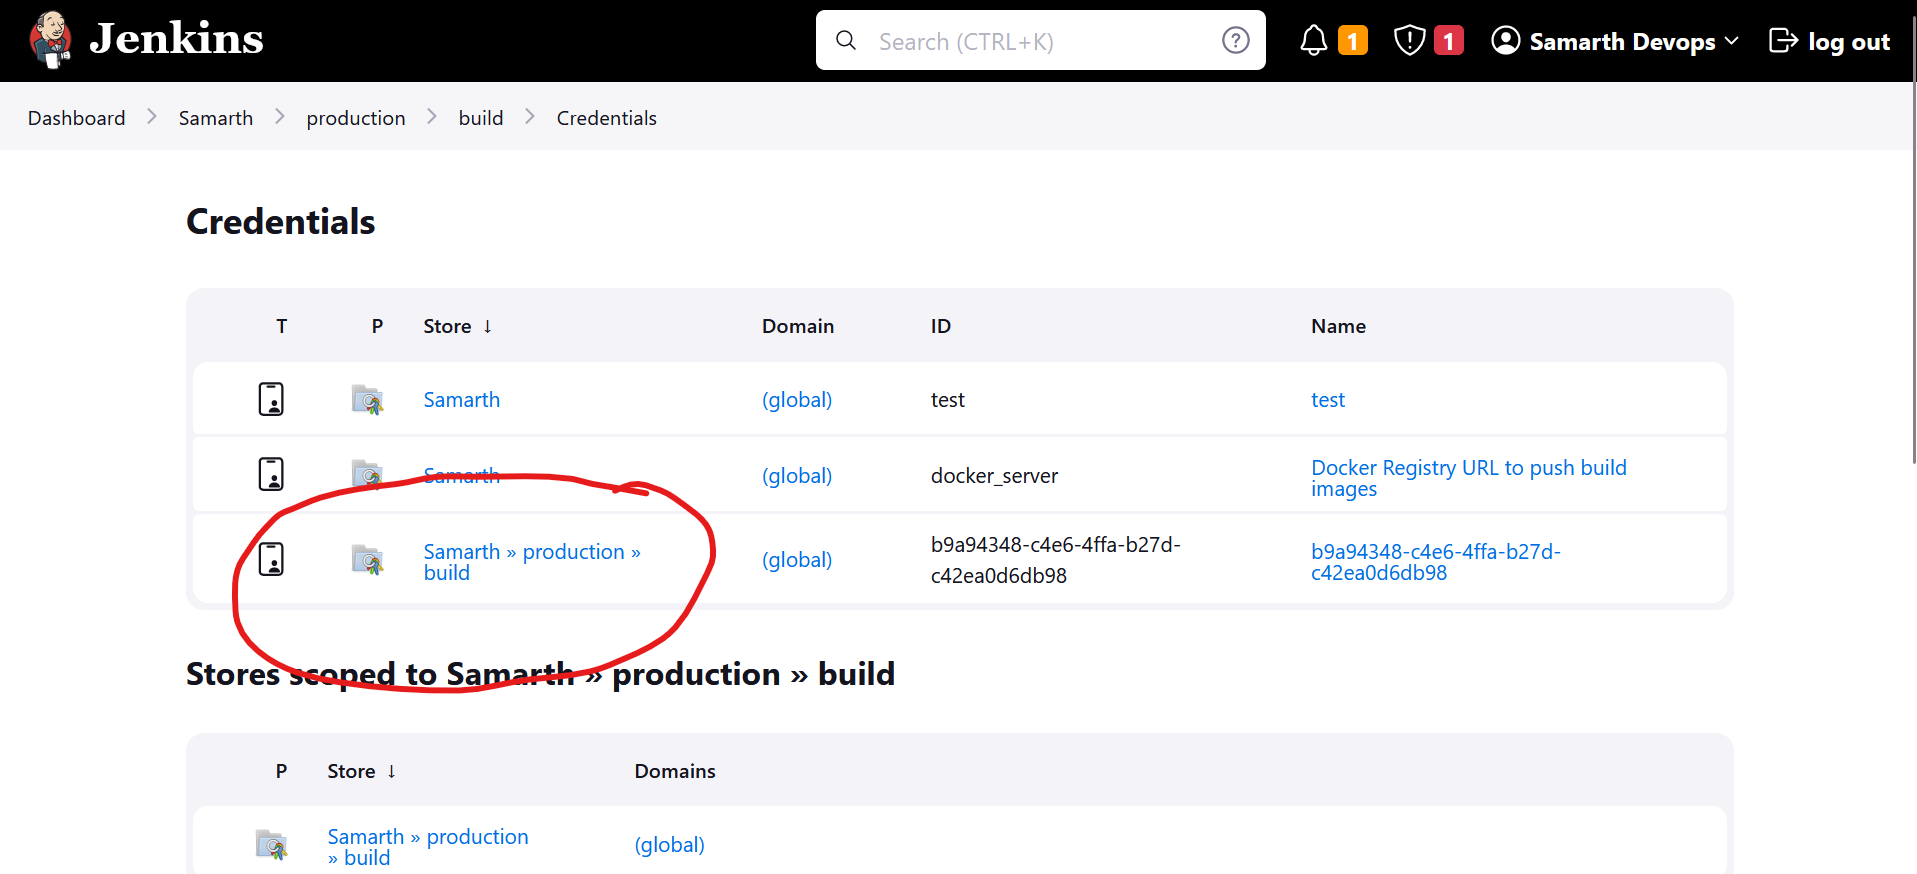 Jenkins
Search (CTRL+K)
?
1
1
Samarth Devops
log out
Dashboard
Samarth
production
build
Credentials
Credentials
T
P
Store ↓
Domain
ID
Name
Samarth
(global)
test
test
Samarth
(global)
docker_server
Docker Registry URL to push build
images
Samarth » production »
build
(global)
b9a94348-c4e6-4ffa-b27d-
c42ea0d6db98
b9a94348-c4e6-4ffa-b27d-
c42ea0d6db98
Stores scoped to Samarth » production » build
P
Store ↓
Domains
Samarth » production
» build
(global)